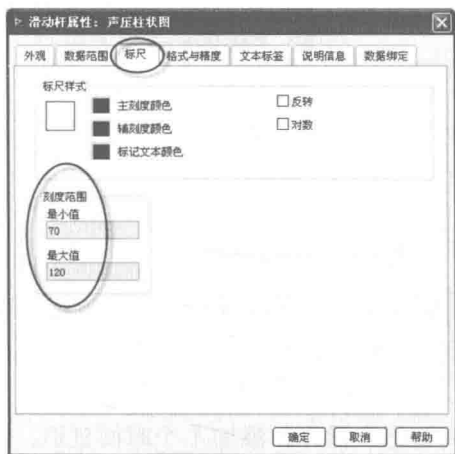 滑动杆属性：声压柱状图
外观 数据范围 标尺 格式与精度 文本标签 说明信息 数据绑定
标尺样式
主刻度颜色 反转
辅刻度颜色 对数
标记文本颜色
刻度范围
最小值
70
最大值
120
确定 取消 帮助